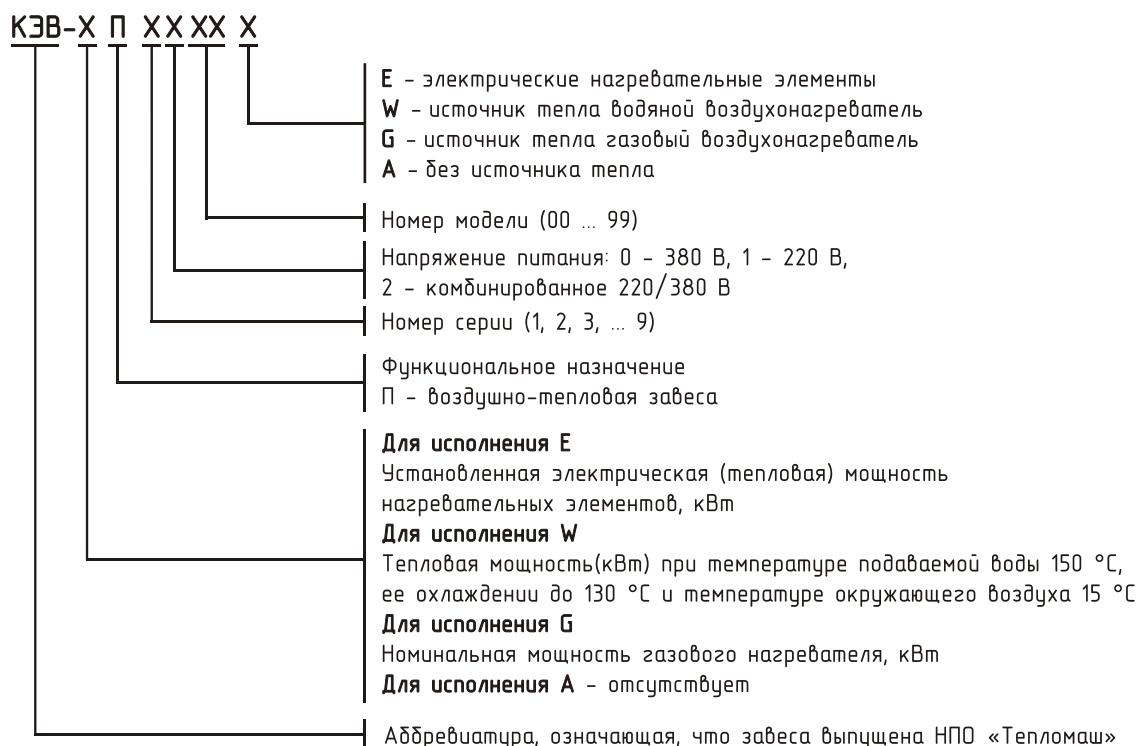 КЭВ-Х П Х Х ХХ Х
E – электрические нагревательные элементы
W – источник тепла водяной воздухонагреватель
G – источник тепла газовый воздухонагреватель
A – без источника тепла
Номер модели (00 ... 99)
Напряжение питания: 0 – 380 В, 1 – 220 В,
2 – комбинированное 220/380 В
Номер серии (1, 2, 3, ... 9)
Функциональное назначение
П – воздушно-тепловая завеса
Для исполнения E
Установленная электрическая (тепловая) мощность
нагревательных элементов, кВт
Для исполнения W
Тепловая мощность(кВт) при температуре подаваемой воды 150 °C,
ее охлаждении до 130 °C и температуре окружающего воздуха 15 °C
Для исполнения G
Номинальная мощность газового нагревателя, кВт
Для исполнения A – отсутствует
Аббревиатура, означающая, что завеса выпущена НПО «Тепломаш»